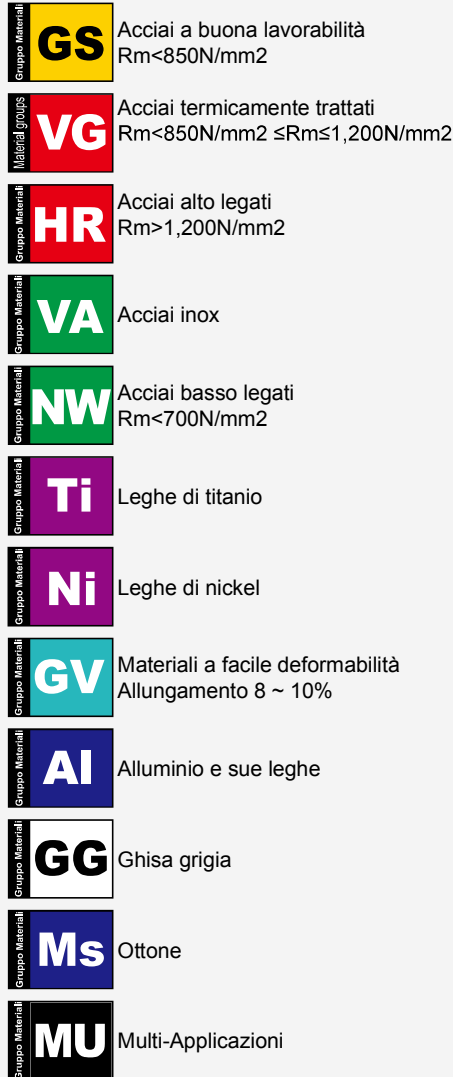 Gruppo Materiali
GS
Acciai a buona lavorabilità
Rm<850N/mm2
Material groups
VG
Acciai termicamente trattati
Rm<850N/mm2 ≤Rm≤1,200N/mm2
Gruppo Materiali
HR
Acciai alto legati
Rm>1,200N/mm2
Gruppo Materiali
VA
Acciai inox
Gruppo Materiali
NW
Acciai basso legati
Rm<700N/mm2
Gruppo Materiali
Ti
Leghe di titanio
Gruppo Materiali
Ni
Leghe di nickel
Gruppo Materiali
GV
Materiali a facile deformabilità
Allungamento 8 ~ 10%
Gruppo Materiali
Al
Alluminio e sue leghe
Gruppo Materiali
GG
Ghisa grigia
Gruppo Materiali
Ms
Ottone
Gruppo Materiali
MU
Multi-Applicazioni